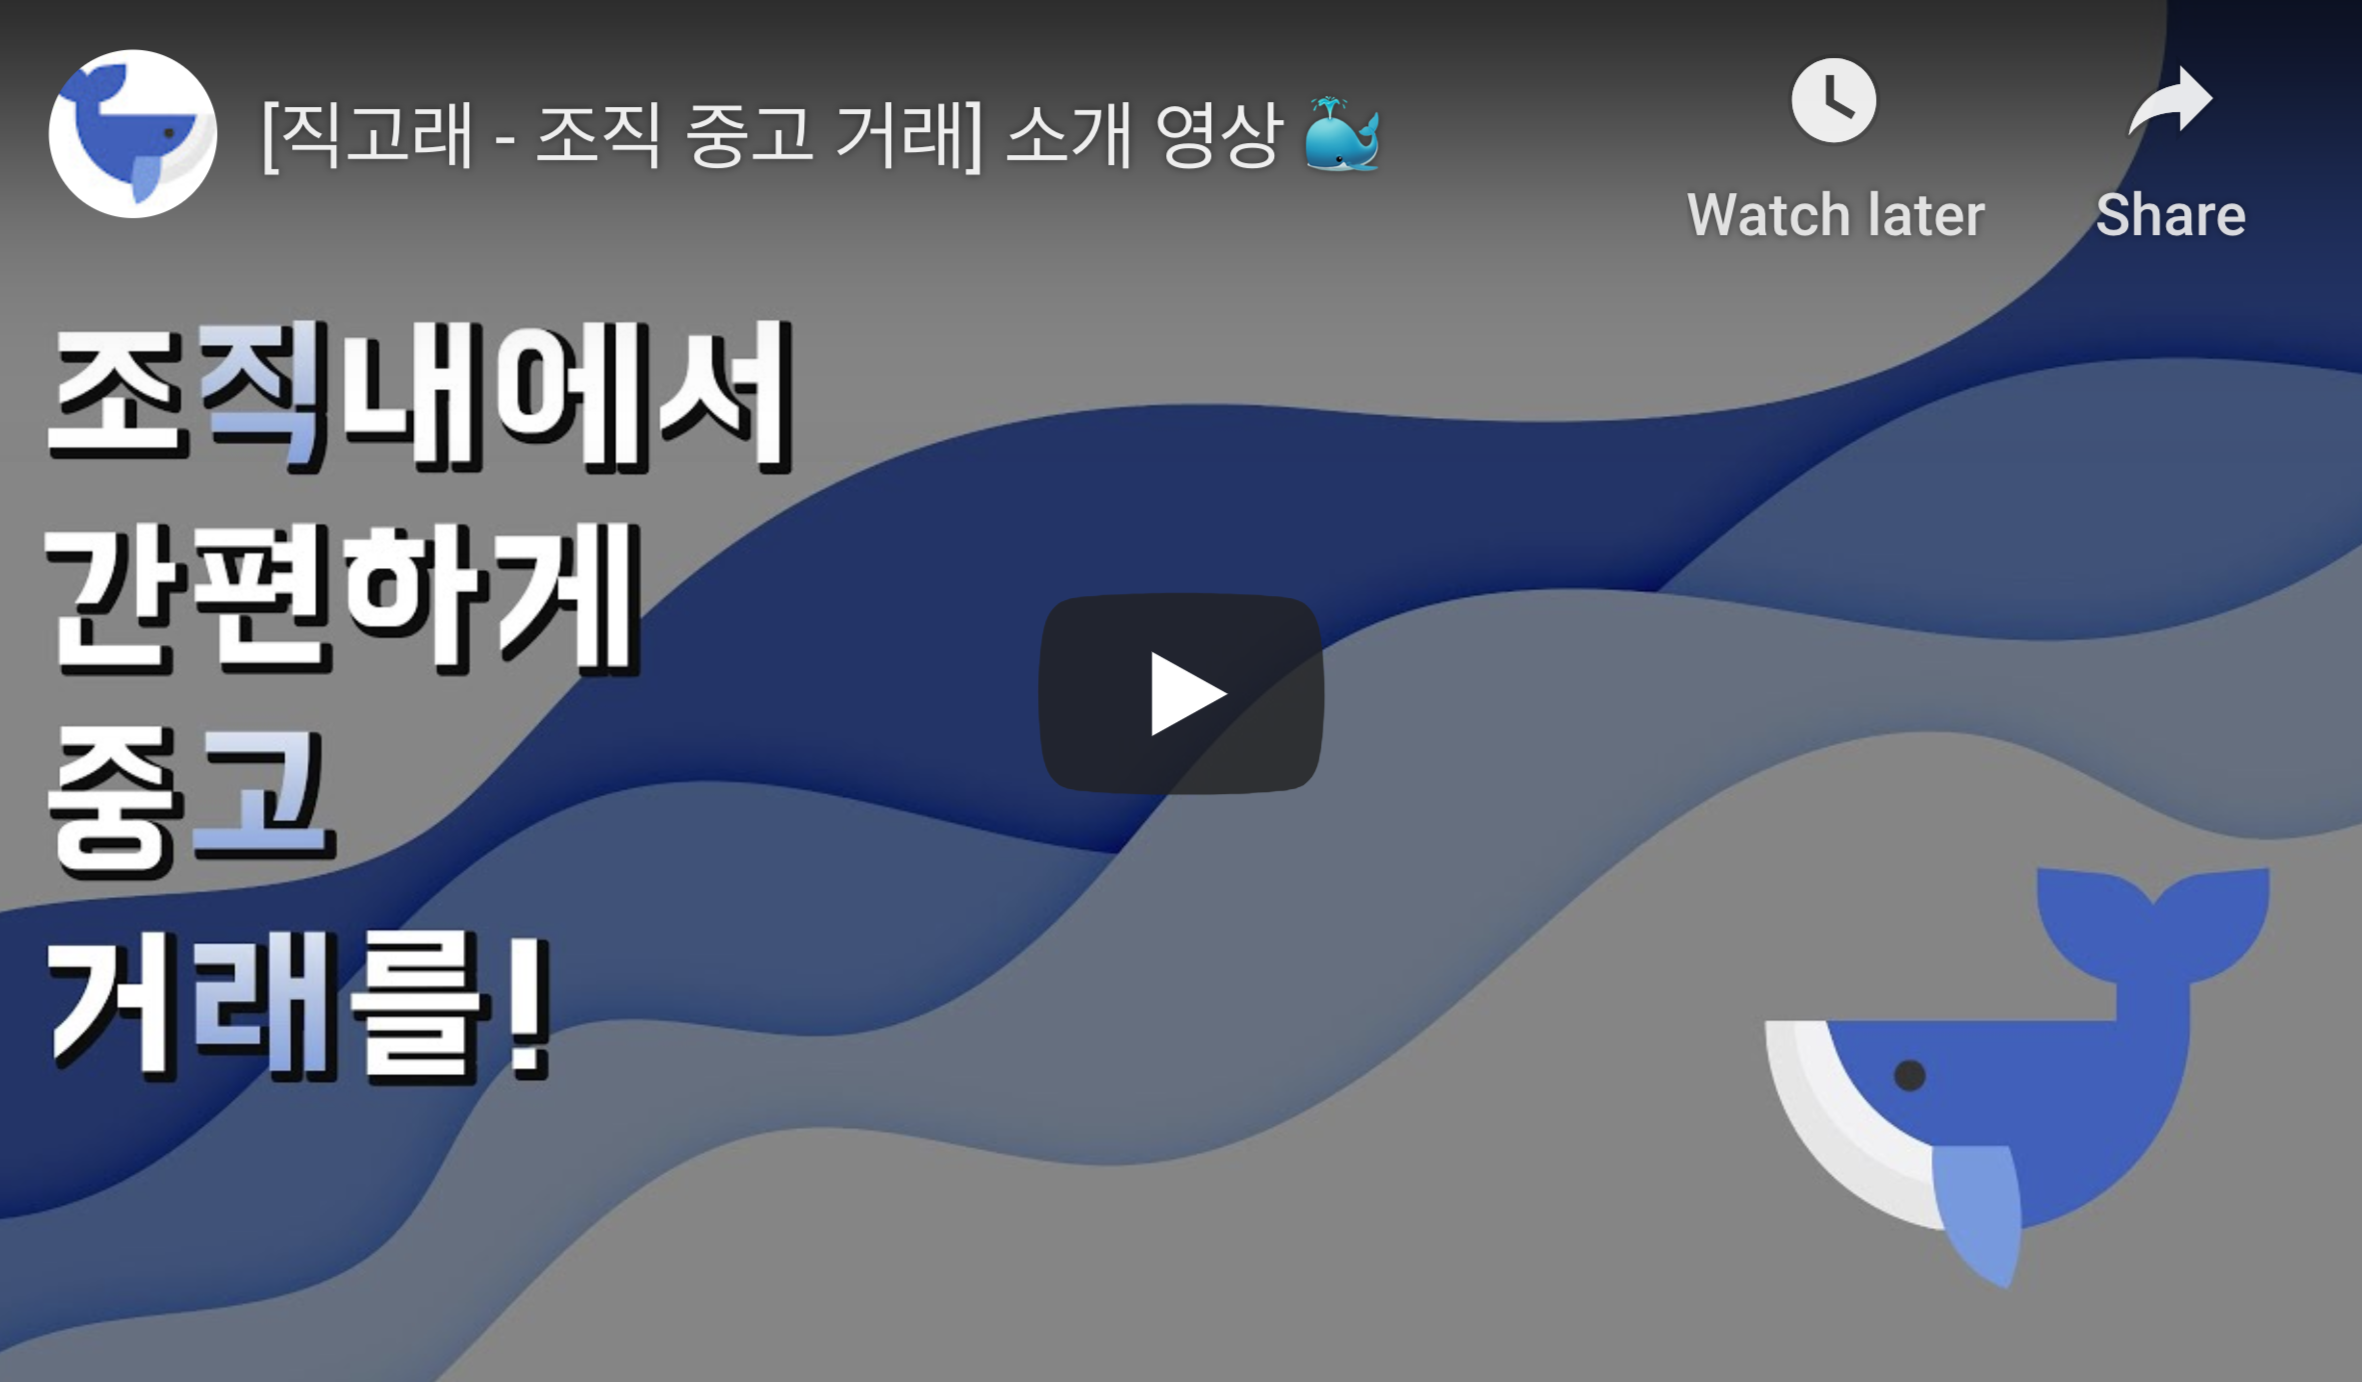 [직고래 - 조직 중고 거래] 소개 영상 🐳
Watch later
Share
조직내에서
간편하게
중고
거래를!